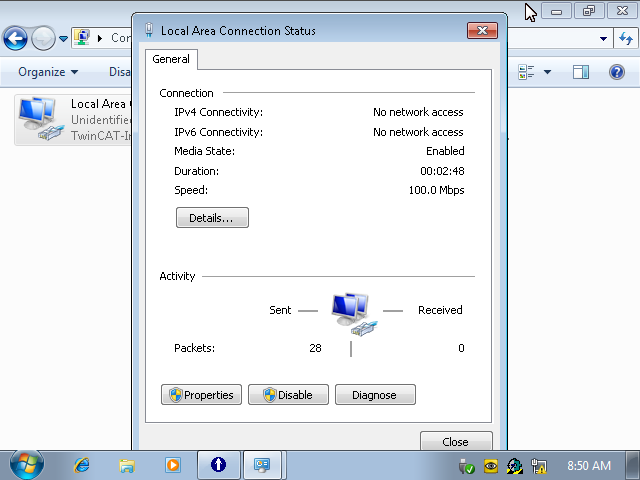 Local Area Connection Status
Con
Organize
Disa
General
Local Area C
Unidentified
TwinCAT-In
Connection
IPv4 Connectivity: No network access
IPv6 Connectivity: No network access
Media State: Enabled
Duration: 00:02:48
Speed: 100.0 Mbps
Details...
Activity
Sent Received
Packets: 28 0
Properties Disable Diagnose
Close
8:50 AM